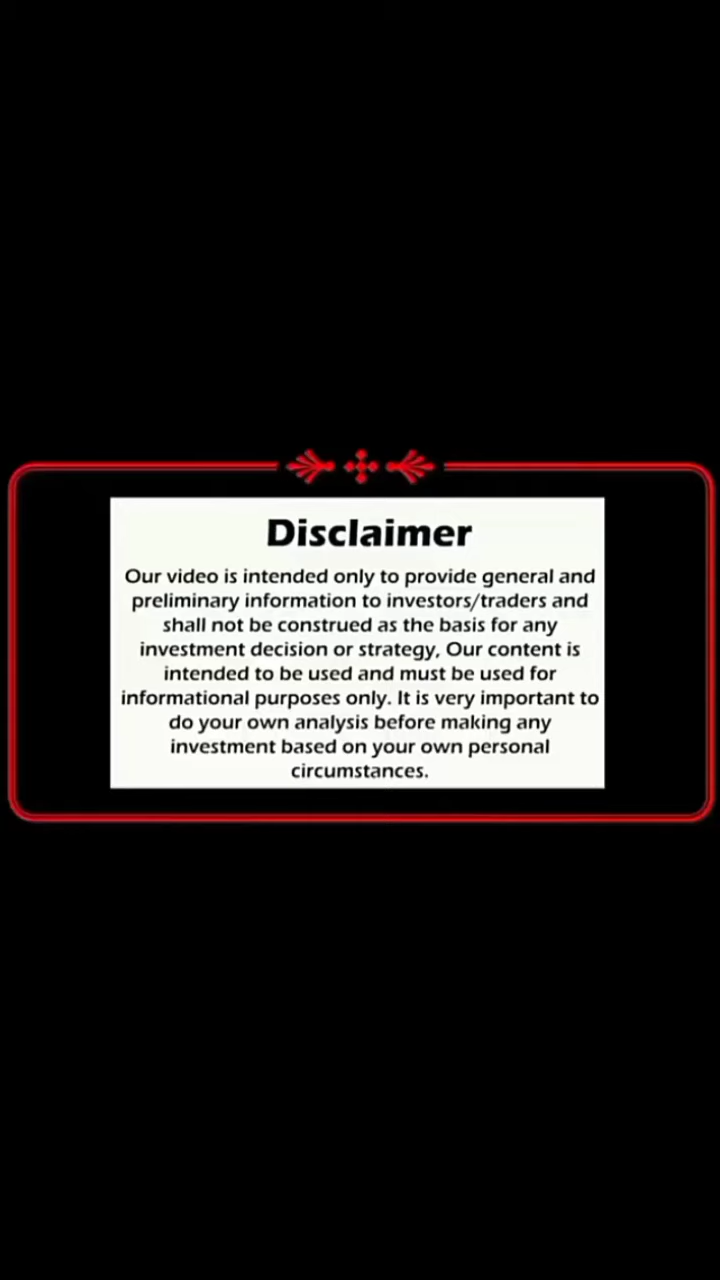 Disclaimer
Our video is intended only to provide general and
preliminary information to investors/traders and
shall not be construed as the basis for any
investment decision or strategy, Our content is
intended to be used and must be used for
informational purposes only. It is very important to
do your own analysis before making any
investment based on your own personal
circumstances.